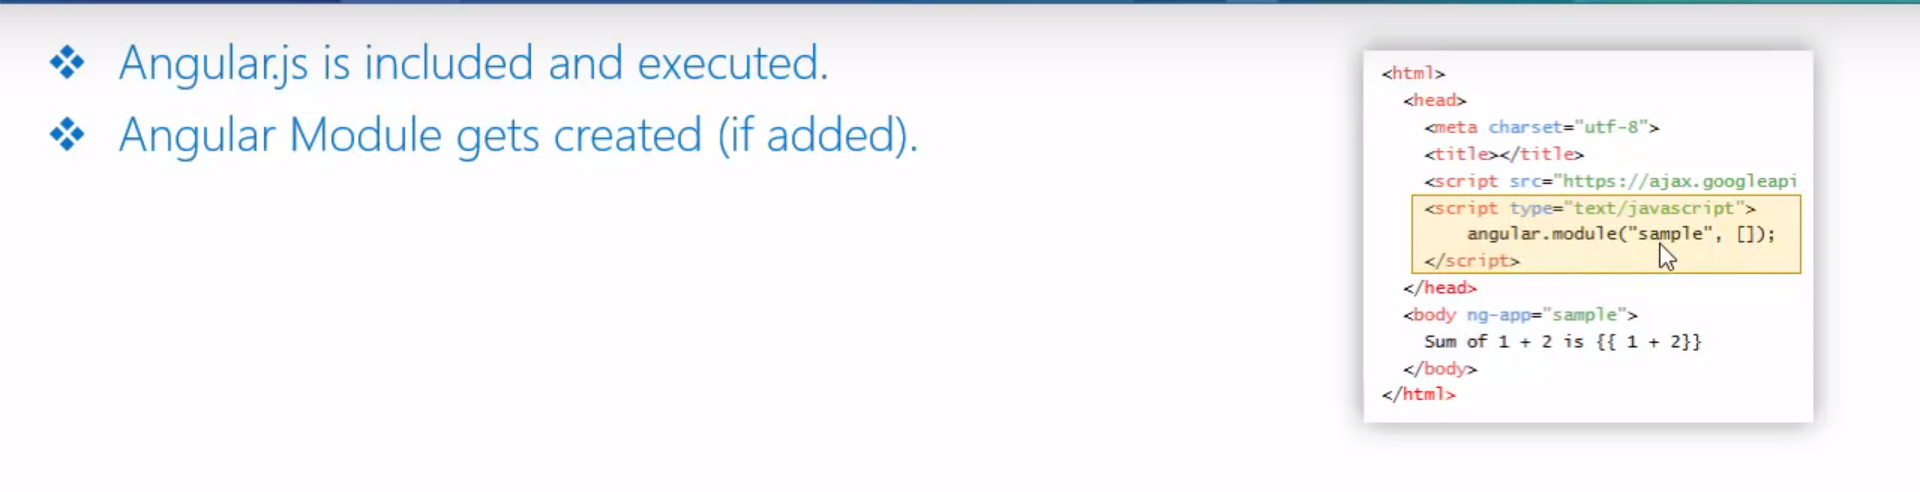 ❖ Angular.js is included and executed.
❖ Angular Module gets created (if added).
<html>
<head>
<meta charset="utf-8">
<title></title>
<script src="https://ajax.googleapi
<script type="text/javascript">
angular.module("sample", []);
</script>
</head>
<body ng-app="sample">
Sum of 1 + 2 is {{ 1 + 2}}
</body>
</html>